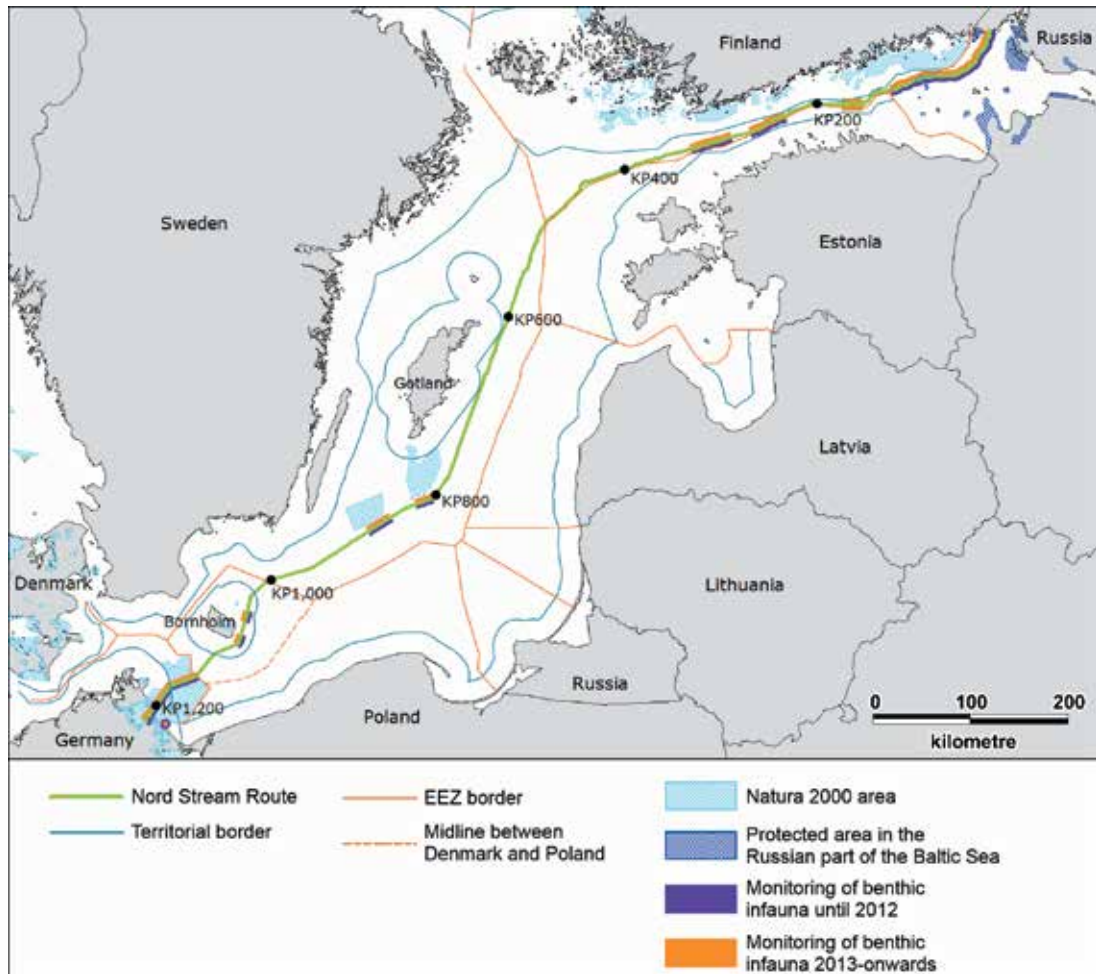 Finland
Russia
KP200
KP400
Sweden
Estonia
KP600
Gotland
Latvia
KP800
Denmark
Lithuania
KP1,000
Bornholm
Russia
KP1,200
Poland
Germany
0 100 200
kilometre
Nord Stream Route
Territorial border
EEZ border
Midline between
Denmark and Poland
Natura 2000 area
Protected area in the
Russian part of the Baltic Sea
Monitoring of benthic
infauna until 2012
Monitoring of benthic
infauna 2013-onwards